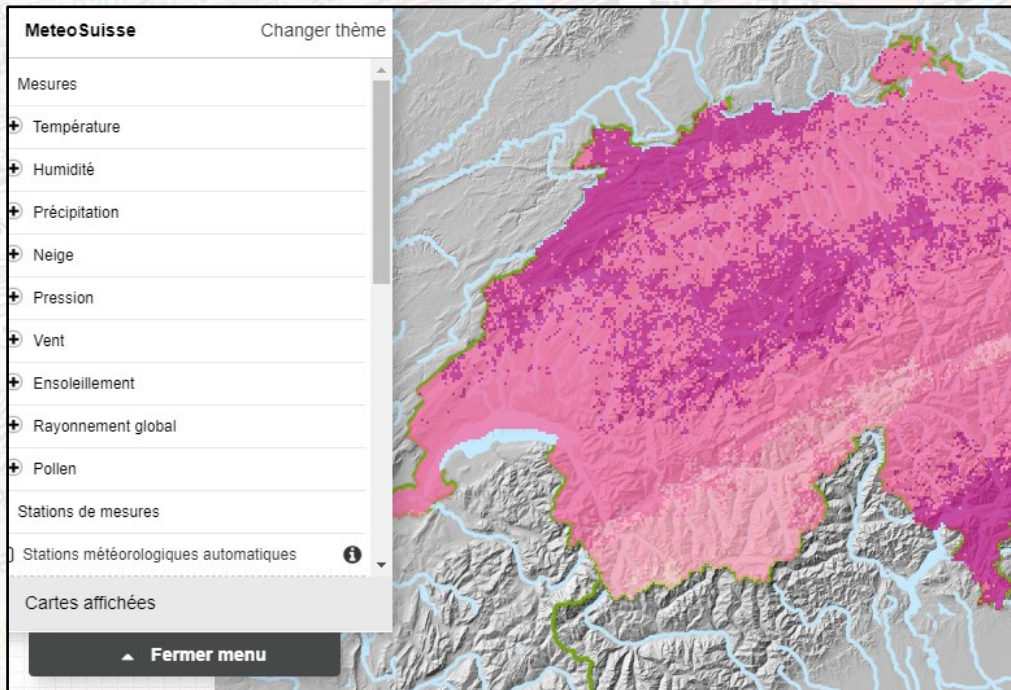 MeteoSuisse Changer thème
Mesures
Température
Humidité
Précipitation
Neige
Pression
Vent
Ensoleillement
Rayonnement global
Pollen
Stations de mesures
Stations météorologiques automatiques
Cartes affichées
Fermer menu